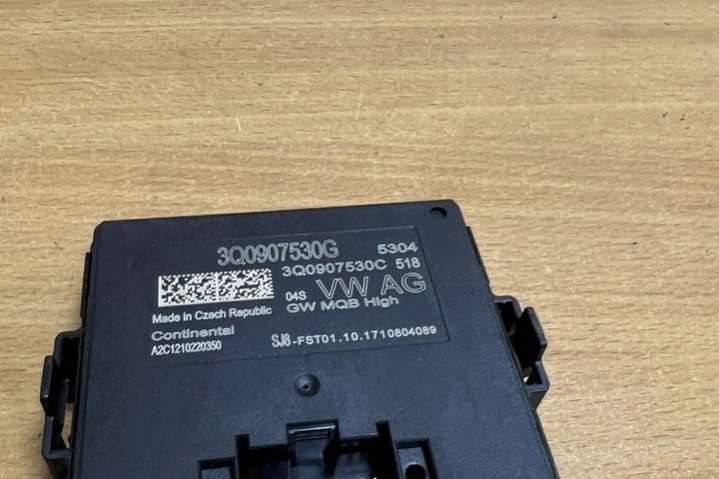 3Q0907530G 5304
3Q0907530C 518
04S VW AG
GW MQB High
Made in Czech Republic
Continental
A2C1210220350
SJ8-FST01.10.1710804089